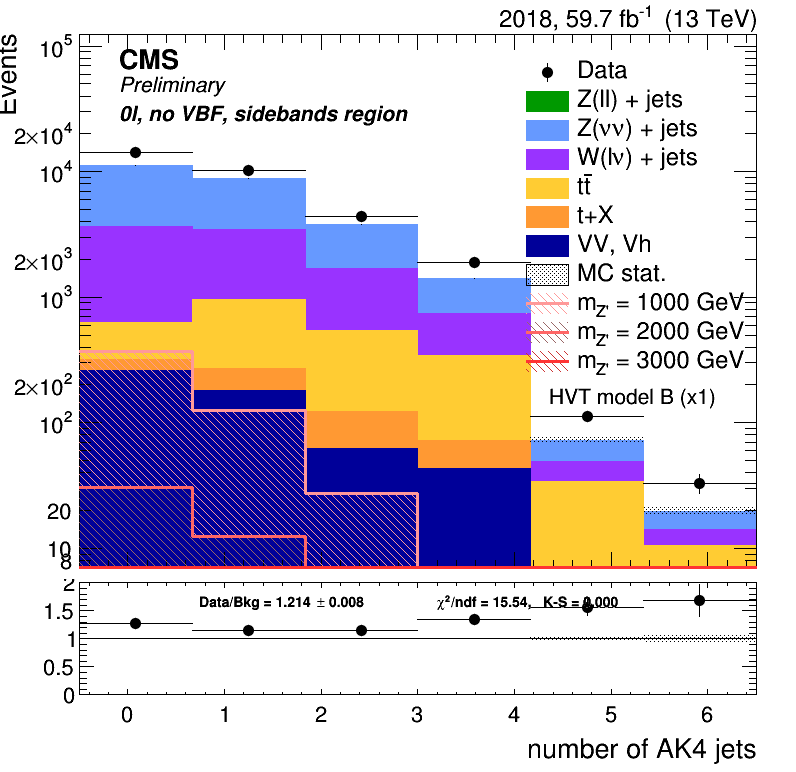 2018, 59.7 fb⁻¹ (13 TeV)
Events
CMS
Preliminary
0l, no VBF, sidebands region
Data
Z(ll) + jets
Z(νν) + jets
W(lν) + jets
tt̄
t+X
VV, Vh
MC stat.
m_Z' = 1000 GeV
m_Z' = 2000 GeV
m_Z' = 3000 GeV
HVT model B (x1)
10⁵
2×10⁴
10⁴
2×10³
10³
2×10²
10²
20
10
8
Data/Bkg = 1.214 ± 0.008
χ²/ndf = 15.54, K-S = 0.000
2
1.5
1
0.5
0
0 1 2 3 4 5 6
number of AK4 jets